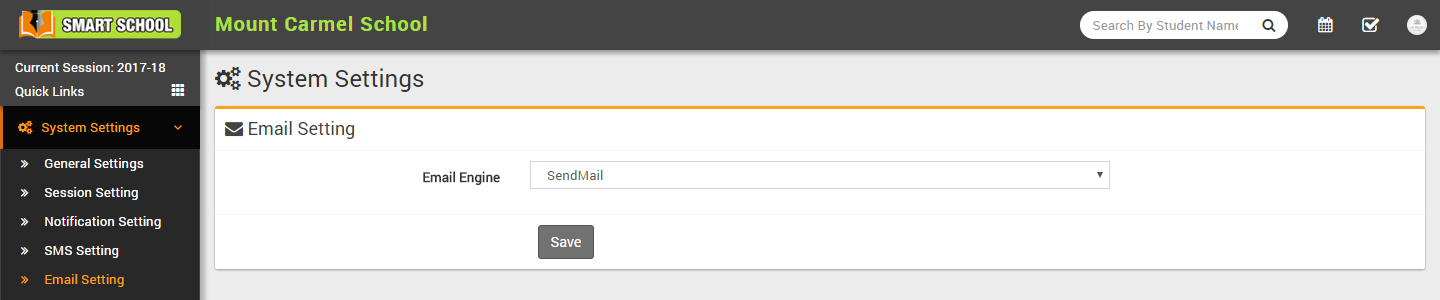 SMART SCHOOL
Mount Carmel School
Search By Student Name
Current Session: 2017-18
Quick Links
System Settings
General Settings
Session Setting
Notification Setting
SMS Setting
Email Setting
System Settings
Email Setting
Email Engine
SendMail
Save